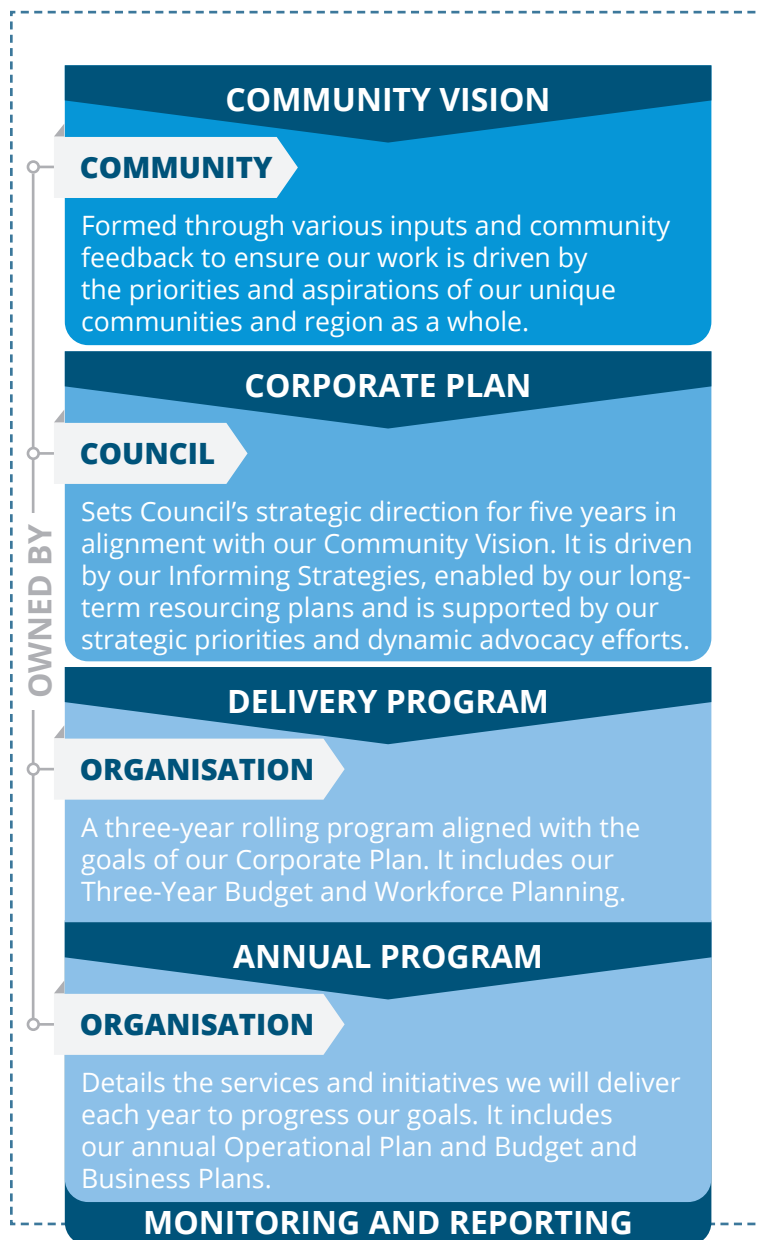 COMMUNITY VISION
COMMUNITY
Formed through various inputs and community
feedback to ensure our work is driven by
the priorities and aspirations of our unique
communities and region as a whole.
CORPORATE PLAN
COUNCIL
Sets Council’s strategic direction for five years in
alignment with our Community Vision. It is driven
by our Informing Strategies, enabled by our long-
term resourcing plans and is supported by our
strategic priorities and dynamic advocacy efforts.
OWNED BY
DELIVERY PROGRAM
ORGANISATION
A three-year rolling program aligned with the
goals of our Corporate Plan. It includes our
Three-Year Budget and Workforce Planning.
ANNUAL PROGRAM
ORGANISATION
Details the services and initiatives we will deliver
each year to progress our goals. It includes
our annual Operational Plan and Budget and
Business Plans.
MONITORING AND REPORTING